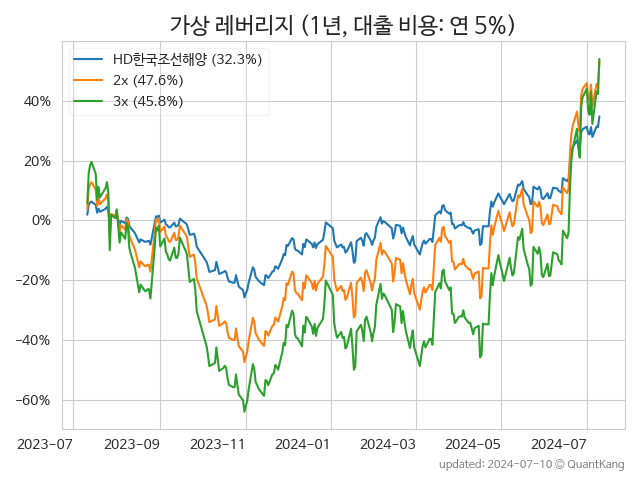 가상 레버리지 (1년, 대출 비용: 연 5%)
HD한국조선해양 (32.3%)
2x (47.6%)
3x (45.8%)
40%
20%
0%
−20%
−40%
−60%
2023-07 2023-09 2023-11 2024-01 2024-03 2024-05 2024-07
updated: 2024-07-10 © QuantKang